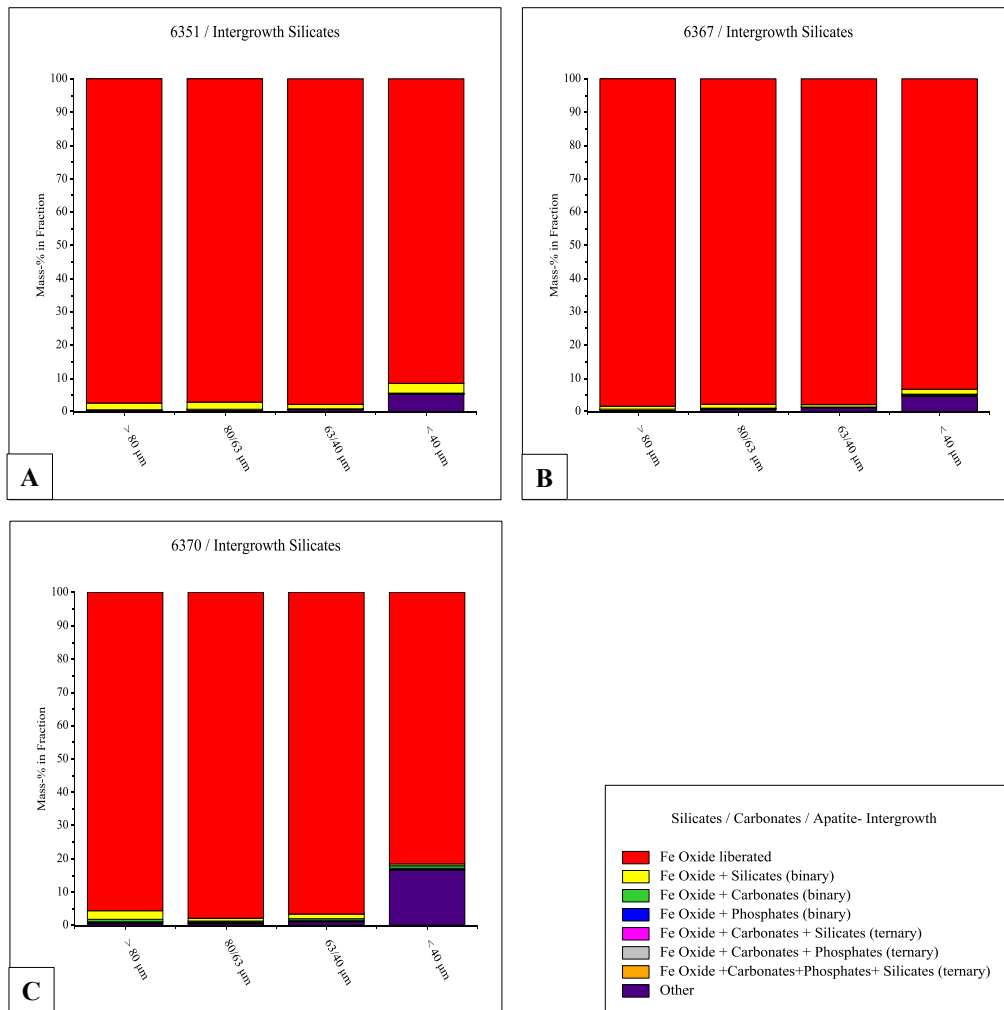 6351 / Intergrowth Silicates
Mass-% in Fraction
100
90
80
70
60
50
40
30
20
10
0
> 80 µm
80/63 µm
63/40 µm
< 40 µm
A
6367 / Intergrowth Silicates
Mass-% in Fraction
100
90
80
70
60
50
40
30
20
10
0
> 80 µm
80/63 µm
63/40 µm
< 40 µm
B
6370 / Intergrowth Silicates
Mass-% in Fraction
100
90
80
70
60
50
40
30
20
10
0
> 80 µm
80/63 µm
63/40 µm
< 40 µm
C
Silicates / Carbonates / Apatite- Intergrowth
Fe Oxide liberated
Fe Oxide + Silicates (binary)
Fe Oxide + Carbonates (binary)
Fe Oxide + Phosphates (binary)
Fe Oxide + Carbonates + Silicates (ternary)
Fe Oxide + Carbonates + Phosphates (ternary)
Fe Oxide +Carbonates+Phosphates+ Silicates (ternary)
Other